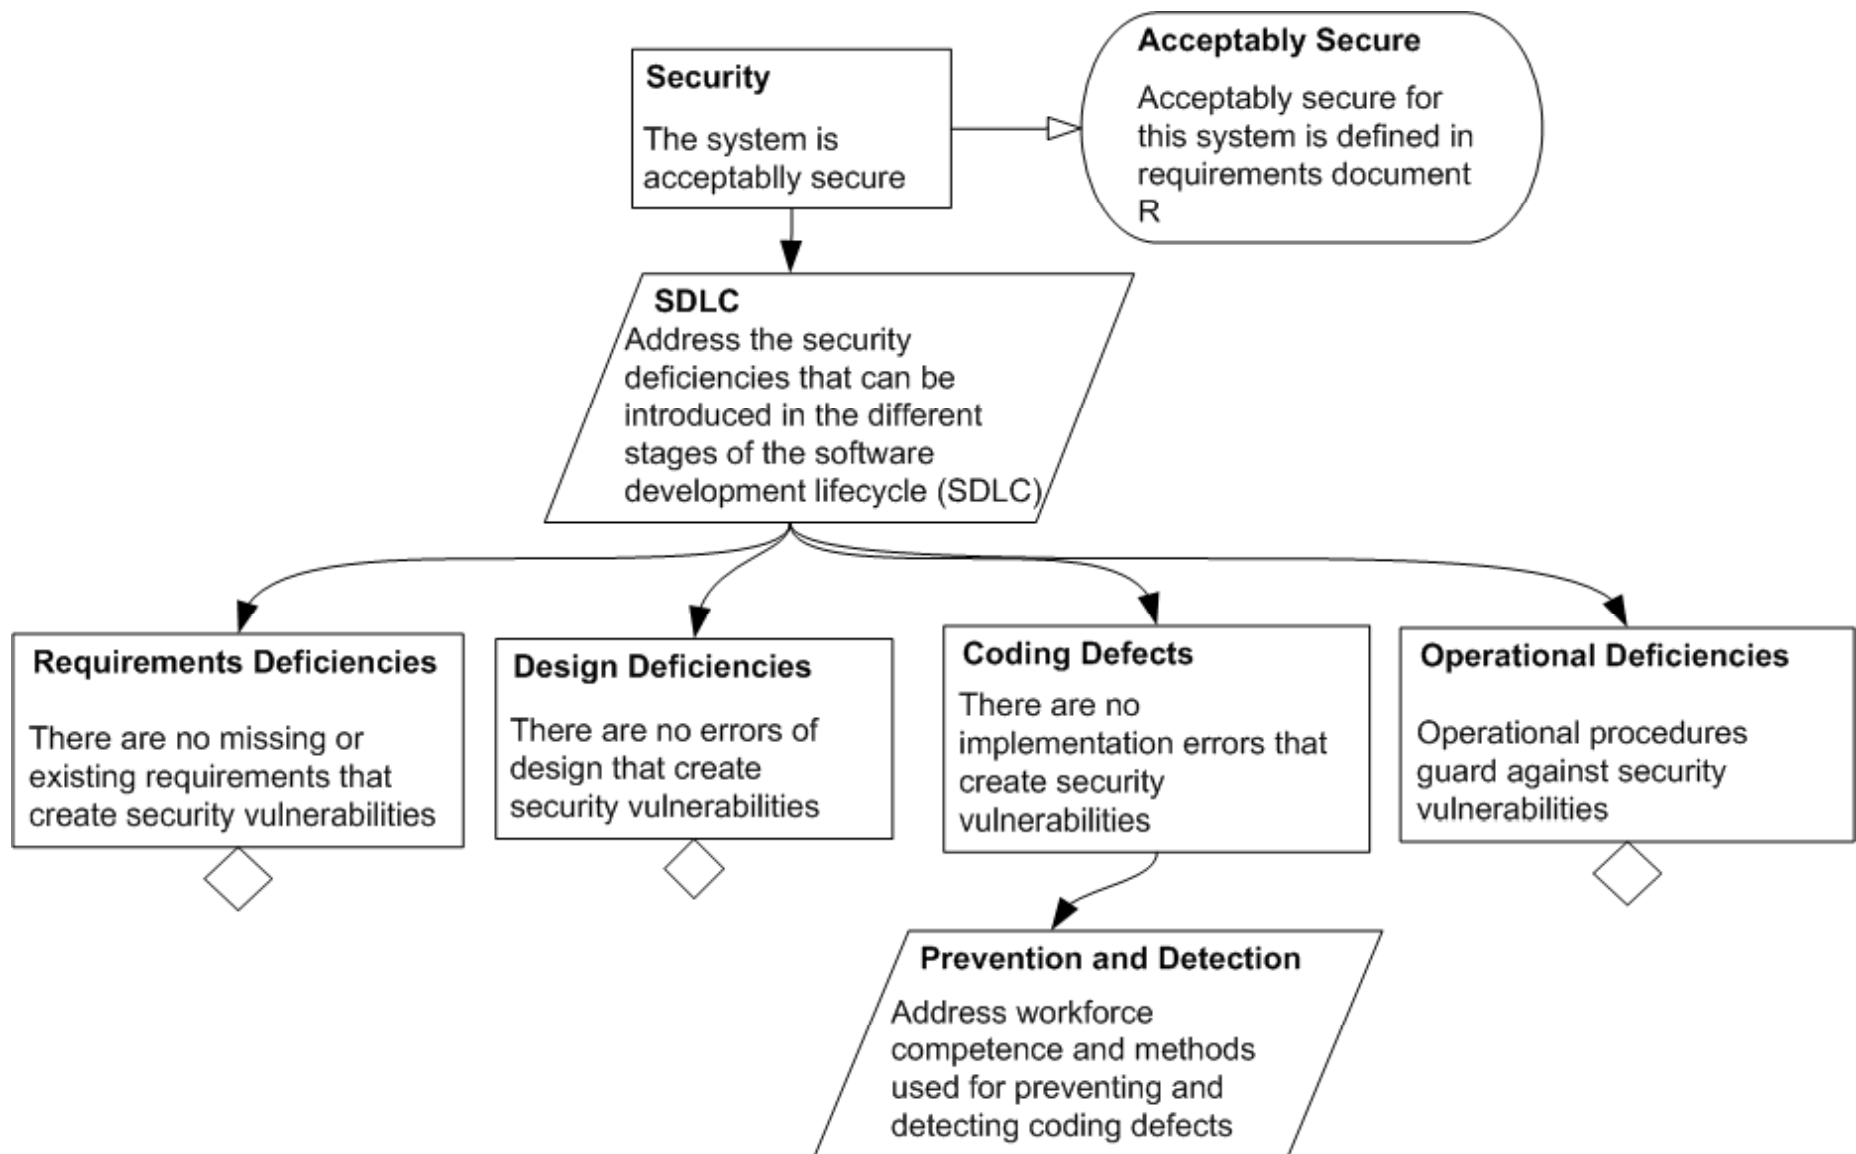 Security
The system is
acceptablly secure
Acceptably Secure
Acceptably secure for
this system is defined in
requirements document
R
SDLC
Address the security
deficiencies that can be
introduced in the different
stages of the software
development lifecycle (SDLC)
Requirements Deficiencies
There are no missing or
existing requirements that
create security vulnerabilities
Design Deficiencies
There are no errors of
design that create
security vulnerabilities
Coding Defects
There are no
implementation errors that
create security
vulnerabilities
Operational Deficiencies
Operational procedures
guard against security
vulnerabilities
Prevention and Detection
Address workforce
competence and methods
used for preventing and
detecting coding defects